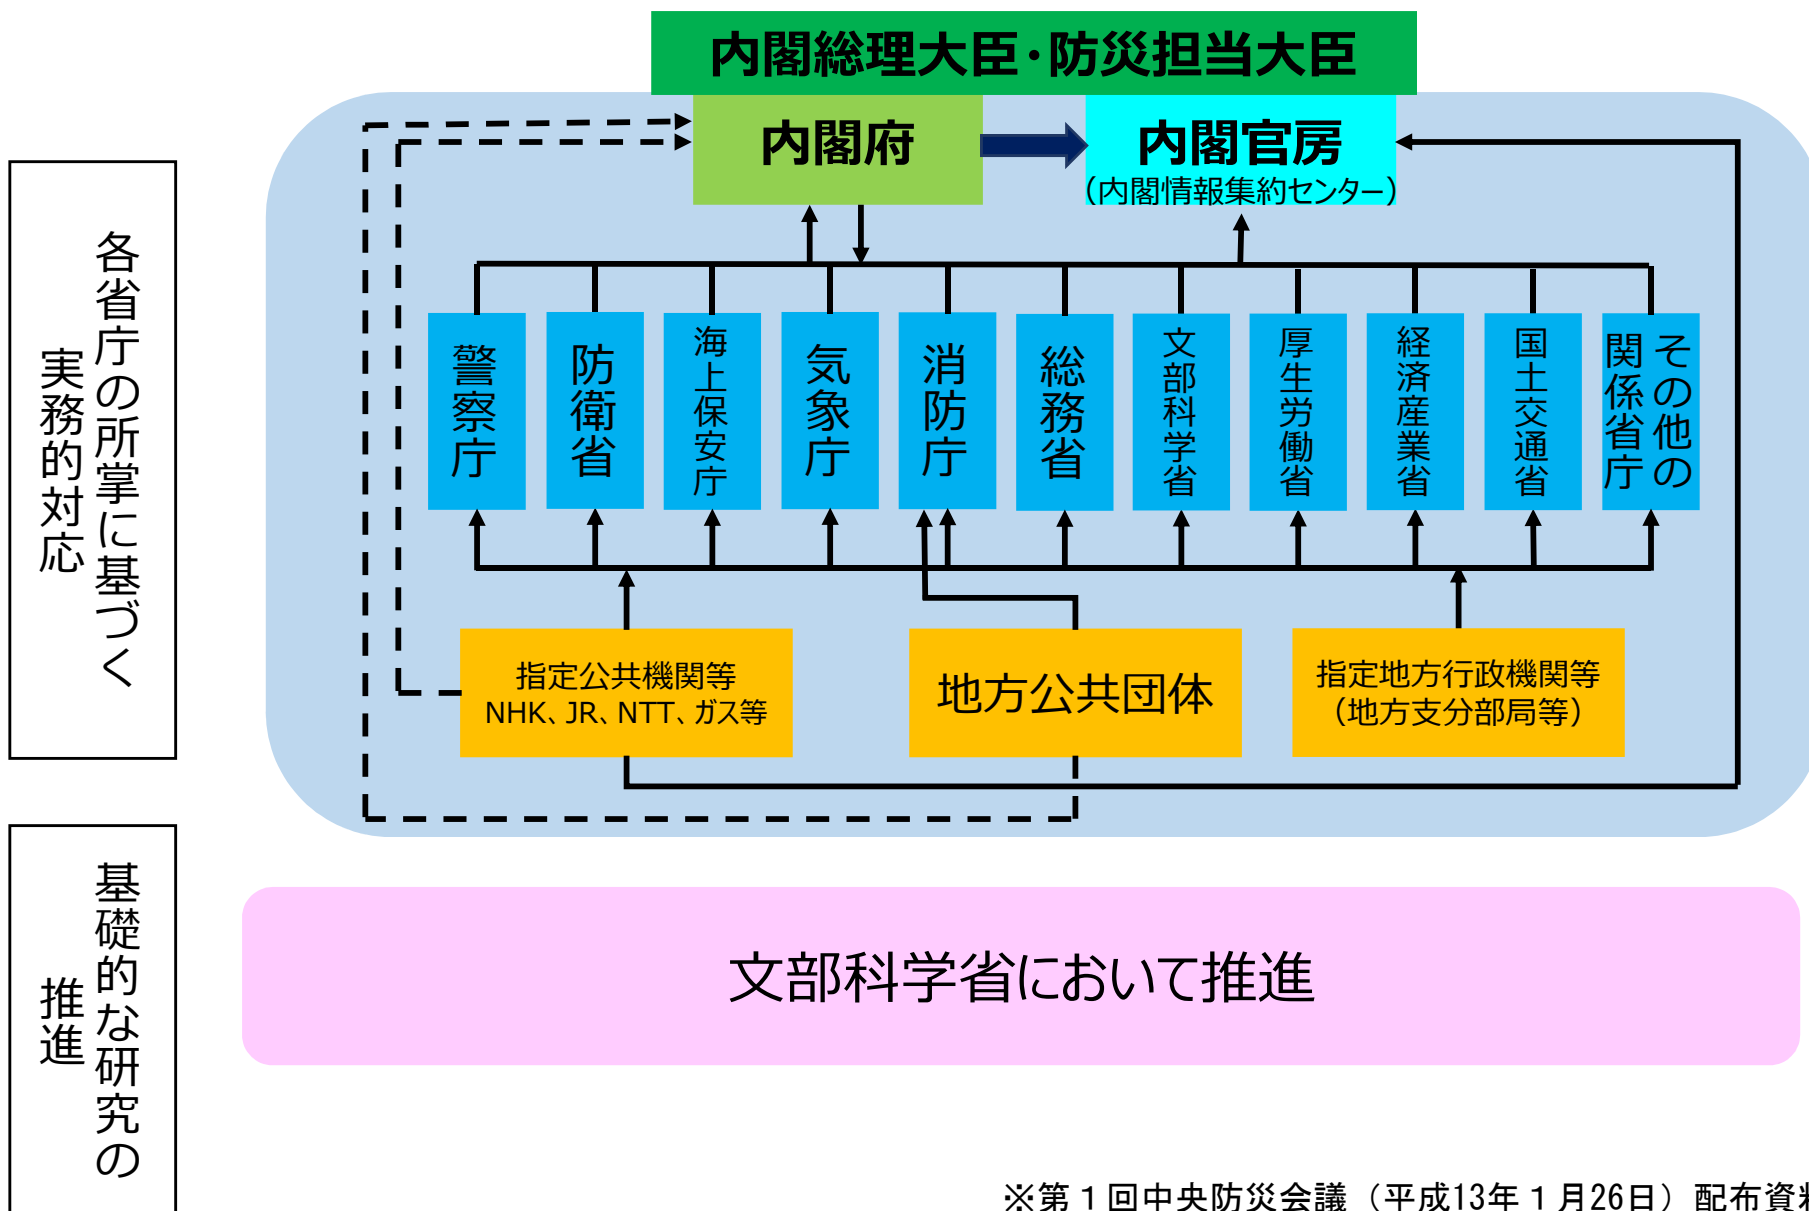 内閣総理大臣・防災担当大臣
内閣府
内閣官房
（内閣情報集約センター）
各省庁の所掌に基づく
実務的対応
警察庁
防衛省
海上保安庁
気象庁
消防庁
総務省
文部科学省
厚生労働省
経済産業省
国土交通省
その他の
関係省庁
指定公共機関等
NHK、JR、NTT、ガス等
地方公共団体
指定地方行政機関等
（地方支分部局等）
基礎的な研究の
推進
文部科学省において推進
※第１回中央防災会議（平成13年１月26日）配布資料